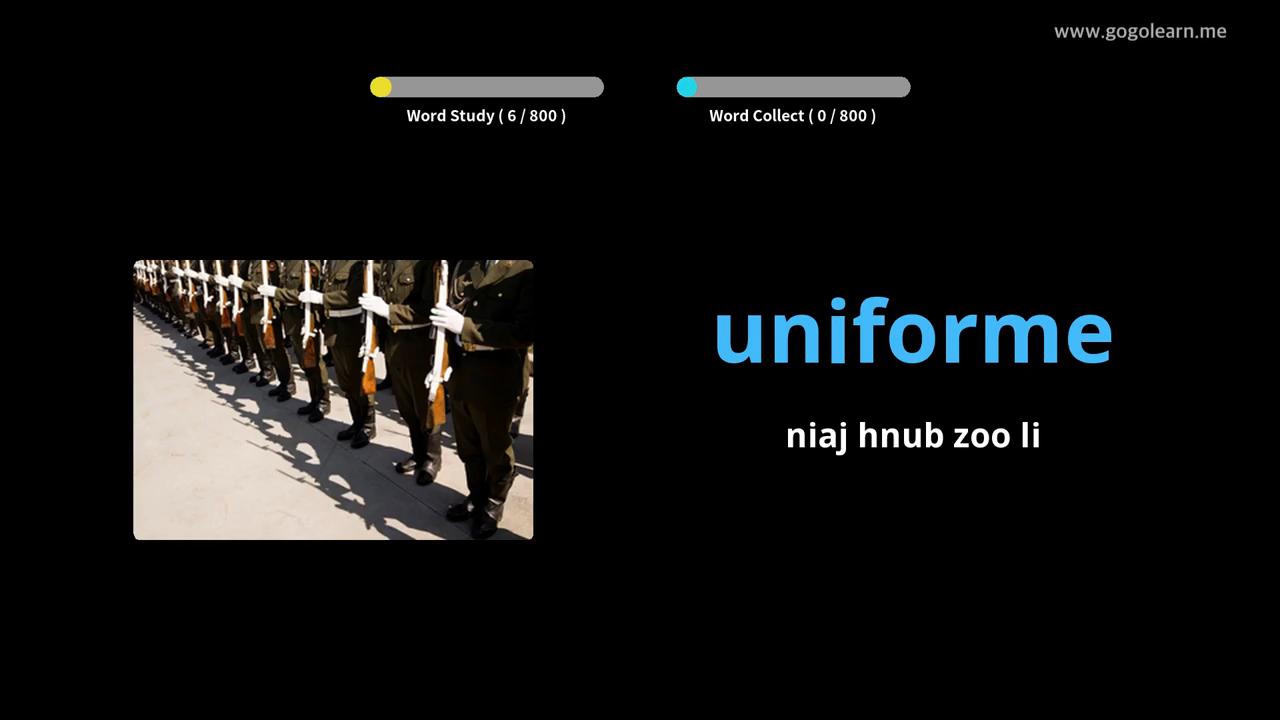 www.gogolearn.me
Word Study ( 6 / 800 )
Word Collect ( 0 / 800 )
uniforme
niaj hnub zoo li